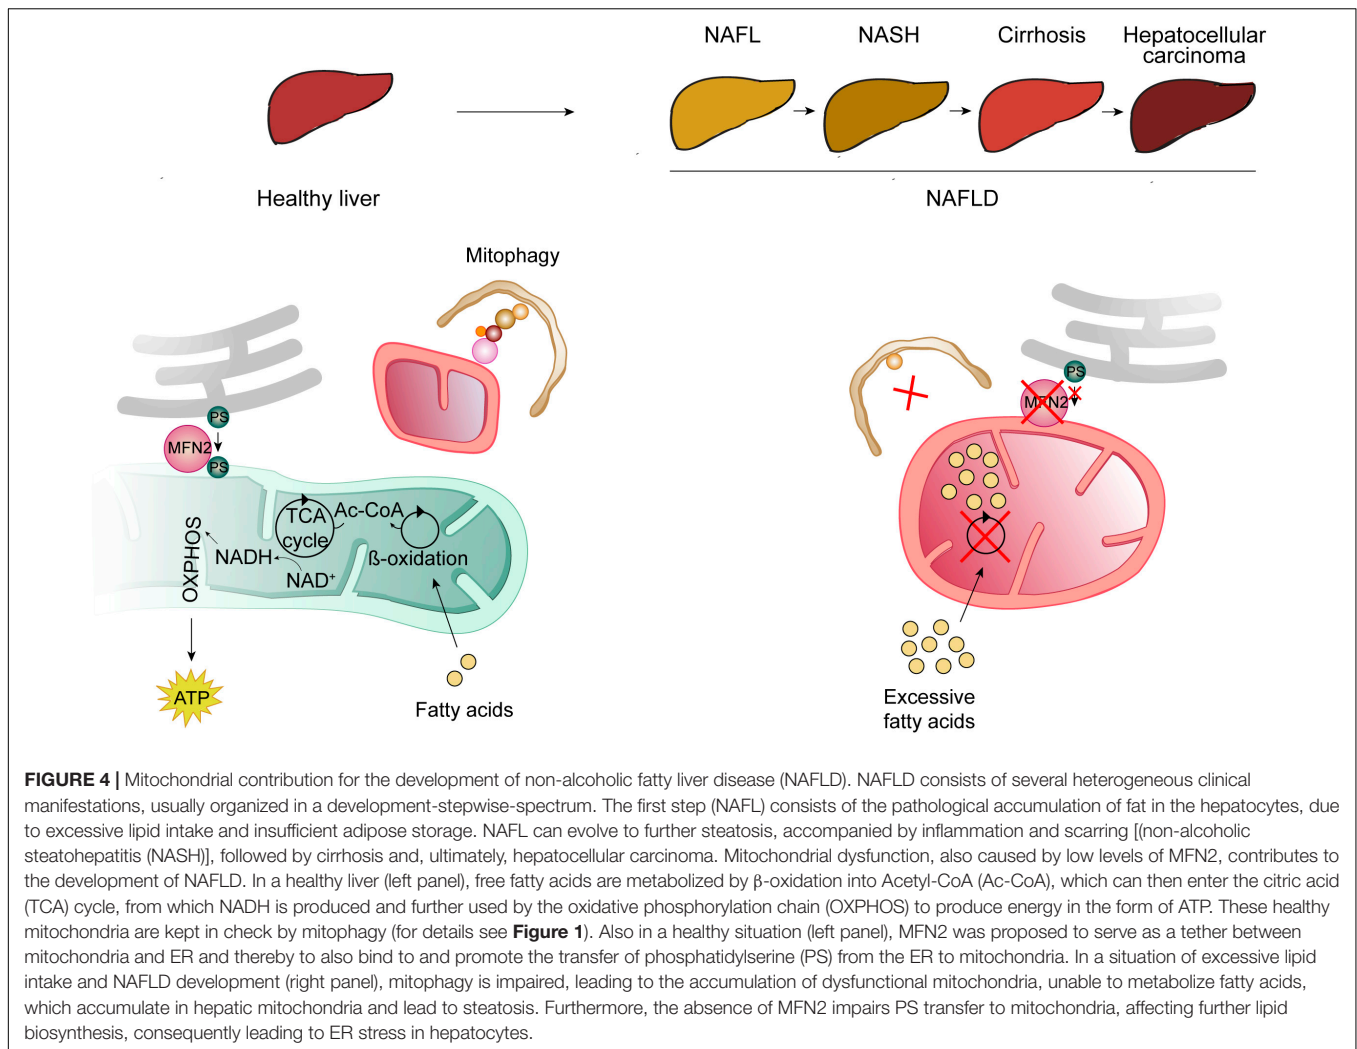 NAFL
NASH
Cirrhosis
Hepatocellular
carcinoma
Healthy liver
NAFLD
Mitophagy
PS
MFN2
PS
TCA
cycle
Ac-CoA
ß-oxidation
OXPHOS
NADH
NAD⁺
ATP
Fatty acids
PS
MFN2
Excessive
fatty acids
FIGURE 4 | Mitochondrial contribution for the development of non-alcoholic fatty liver disease (NAFLD). NAFLD consists of several heterogeneous clinical
manifestations, usually organized in a development-stepwise-spectrum. The first step (NAFL) consists of the pathological accumulation of fat in the hepatocytes, due
to excessive lipid intake and insufficient adipose storage. NAFL can evolve to further steatosis, accompanied by inflammation and scarring [(non-alcoholic
steatohepatitis (NASH)], followed by cirrhosis and, ultimately, hepatocellular carcinoma. Mitochondrial dysfunction, also caused by low levels of MFN2, contributes to
the development of NAFLD. In a healthy liver (left panel), free fatty acids are metabolized by β-oxidation into Acetyl-CoA (Ac-CoA), which can then enter the citric acid
(TCA) cycle, from which NADH is produced and further used by the oxidative phosphorylation chain (OXPHOS) to produce energy in the form of ATP. These healthy
mitochondria are kept in check by mitophagy (for details see Figure 1). Also in a healthy situation (left panel), MFN2 was proposed to serve as a tether between
mitochondria and ER and thereby to also bind to and promote the transfer of phosphatidylserine (PS) from the ER to mitochondria. In a situation of excessive lipid
intake and NAFLD development (right panel), mitophagy is impaired, leading to the accumulation of dysfunctional mitochondria, unable to metabolize fatty acids,
which accumulate in hepatic mitochondria and lead to steatosis. Furthermore, the absence of MFN2 impairs PS transfer to mitochondria, affecting further lipid
biosynthesis, consequently leading to ER stress in hepatocytes.